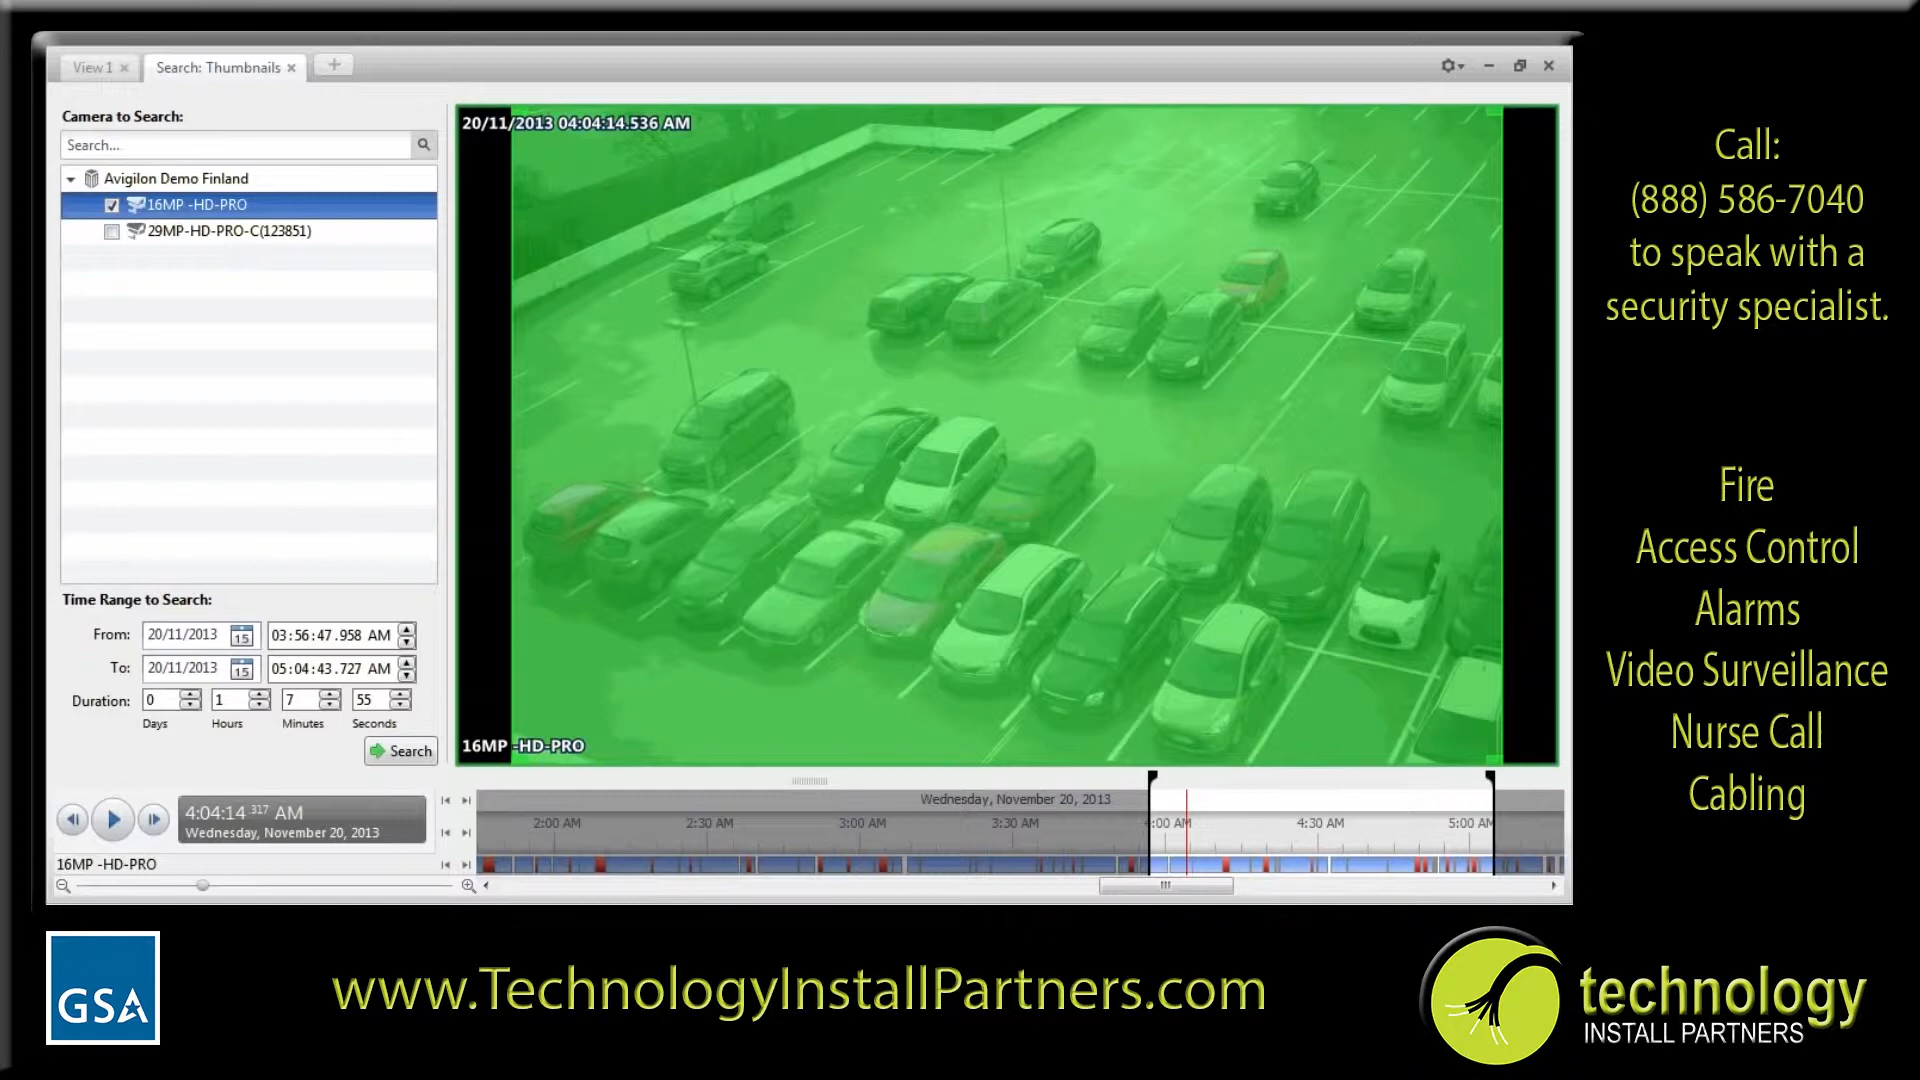 View 1
Search: Thumbnails
Camera to Search:
Search...
Avigilon Demo Finland
16MP -HD-PRO
29MP-HD-PRO-C(123851)
Time Range to Search:
From: 20/11/2013 15 03:56:47.958 AM
To: 20/11/2013 15 05:04:43.727 AM
Duration: 0 1 7 55
Days Hours Minutes Seconds
Search
20/11/2013 04:04:14.536 AM
16MP -HD-PRO
4:04:14.317 AM
Wednesday, November 20, 2013
Wednesday, November 20, 2013
2:00 AM 2:30 AM 3:00 AM 3:30 AM 4:00 AM 4:30 AM 5:00 AM
16MP -HD-PRO
Call:
(888) 586-7040
to speak with a
security specialist.
Fire
Access Control
Alarms
Video Surveillance
Nurse Call
Cabling
GSA
www.TechnologyInstallPartners.com
technology
INSTALL PARTNERS